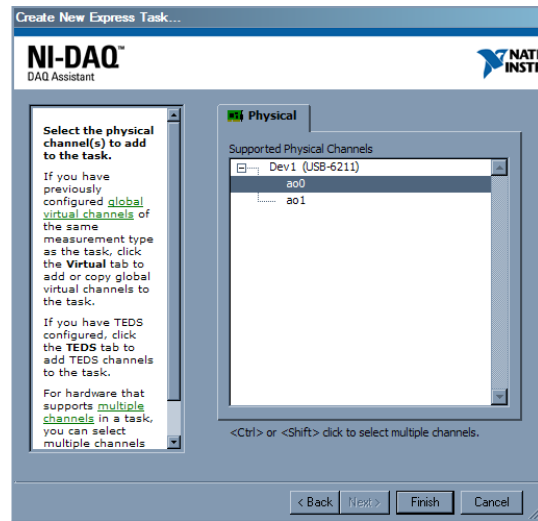 Create New Express Task...
NI-DAQ™
DAQ Assistant
NATI
INSTI
Select the physical
channel(s) to add
to the task.
If you have
previously
configured global
virtual channels of
the same
measurement type
as the task, click
the Virtual tab to
add or copy global
virtual channels to
the task.
If you have TEDS
configured, click
the TEDS tab to
add TEDS channels
to the task.
For hardware that
supports multiple
channels in a task,
you can select
multiple channels
Physical
Supported Physical Channels
Dev1 (USB-6211)
ao0
ao1
<Ctrl> or <Shift> click to select multiple channels.
< Back Next > Finish Cancel